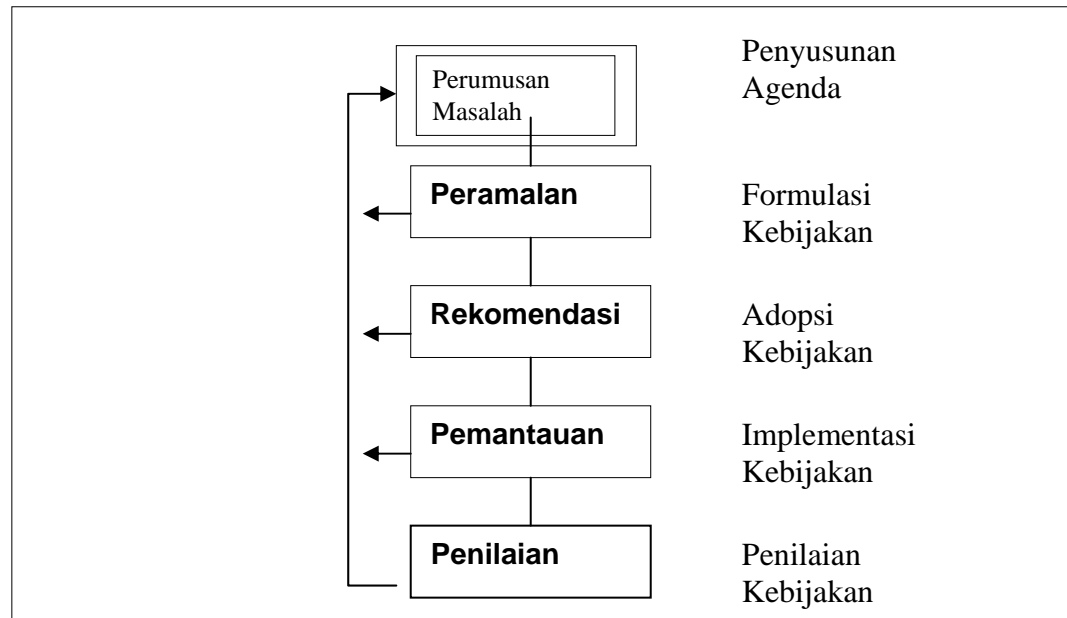 Perumusan
Masalah
Penyusunan
Agenda
Peramalan
Formulasi
Kebijakan
Rekomendasi
Adopsi
Kebijakan
Pemantauan
Implementasi
Kebijakan
Penilaian
Penilaian
Kebijakan